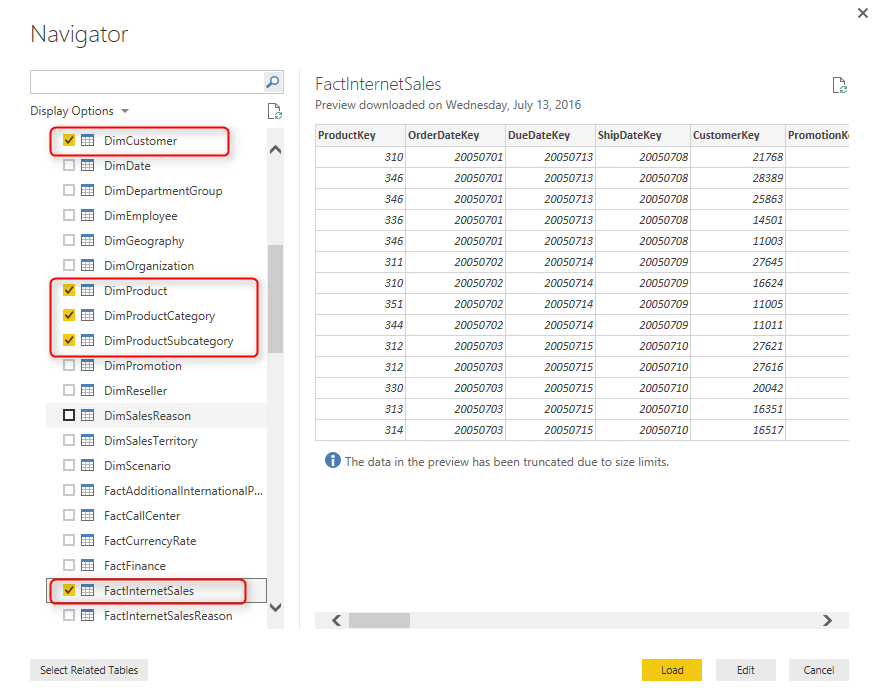 Navigator
Display Options
DimCustomer
DimDate
DimDepartmentGroup
DimEmployee
DimGeography
DimOrganization
DimProduct
DimProductCategory
DimProductSubcategory
DimPromotion
DimReseller
DimSalesReason
DimSalesTerritory
DimScenario
FactAdditionalInternationalP...
FactCallCenter
FactCurrencyRate
FactFinance
FactInternetSales
FactInternetSalesReason
Select Related Tables
FactInternetSales
Preview downloaded on Wednesday, July 13, 2016
ProductKey OrderDateKey DueDateKey ShipDateKey CustomerKey PromotionKe
310 20050701 20050713 20050708 21768
346 20050701 20050713 20050708 28389
346 20050701 20050713 20050708 25863
336 20050701 20050713 20050708 14501
346 20050701 20050713 20050708 11003
311 20050702 20050714 20050709 27645
310 20050702 20050714 20050709 16624
351 20050702 20050714 20050709 11005
344 20050702 20050714 20050709 11011
312 20050703 20050715 20050710 27621
312 20050703 20050715 20050710 27616
330 20050703 20050715 20050710 20042
313 20050703 20050715 20050710 16351
314 20050703 20050715 20050710 16517
The data in the preview has been truncated due to size limits.
Load Edit Cancel